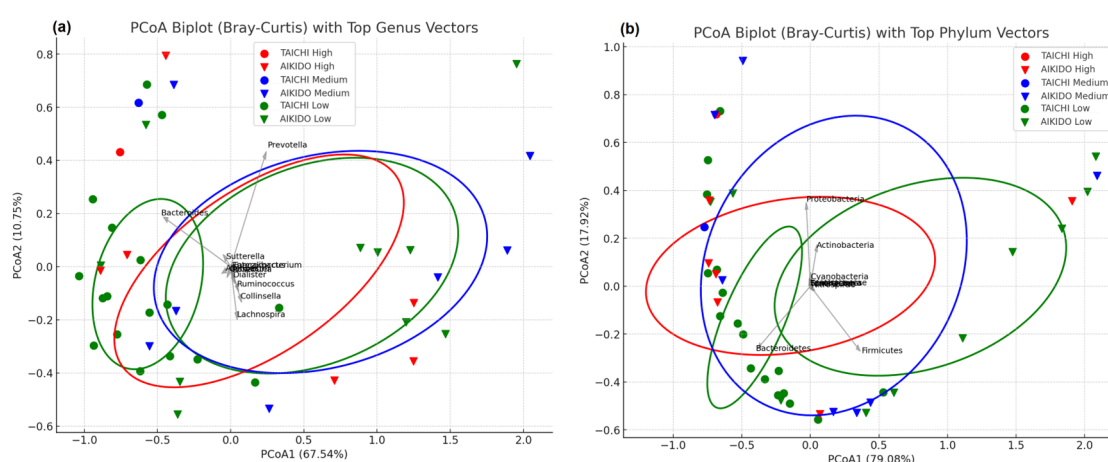 (a)
PCoA Biplot (Bray-Curtis) with Top Genus Vectors
TAICHI High
AIKIDO High
TAICHI Medium
AIKIDO Medium
TAICHI Low
AIKIDO Low
0.8
0.6
0.4
0.2
0.0
−0.2
−0.4
−0.6
PCoA2 (10.75%)
Prevotella
Bacteroides
Sutterella
Dialister
Ruminococcus
Collinsella
Lachnospira
−1.0 −0.5 0.0 0.5 1.0 1.5 2.0
PCoA1 (67.54%)
(b)
PCoA Biplot (Bray-Curtis) with Top Phylum Vectors
TAICHI High
AIKIDO High
TAICHI Medium
AIKIDO Medium
TAICHI Low
AIKIDO Low
1.0
0.8
0.6
0.4
0.2
0.0
−0.2
−0.4
−0.6
PCoA2 (17.92%)
Proteobacteria
Actinobacteria
Cyanobacteria
Bacteroidetes
Firmicutes
−1.0 −0.5 0.0 0.5 1.0 1.5 2.0
PCoA1 (79.08%)